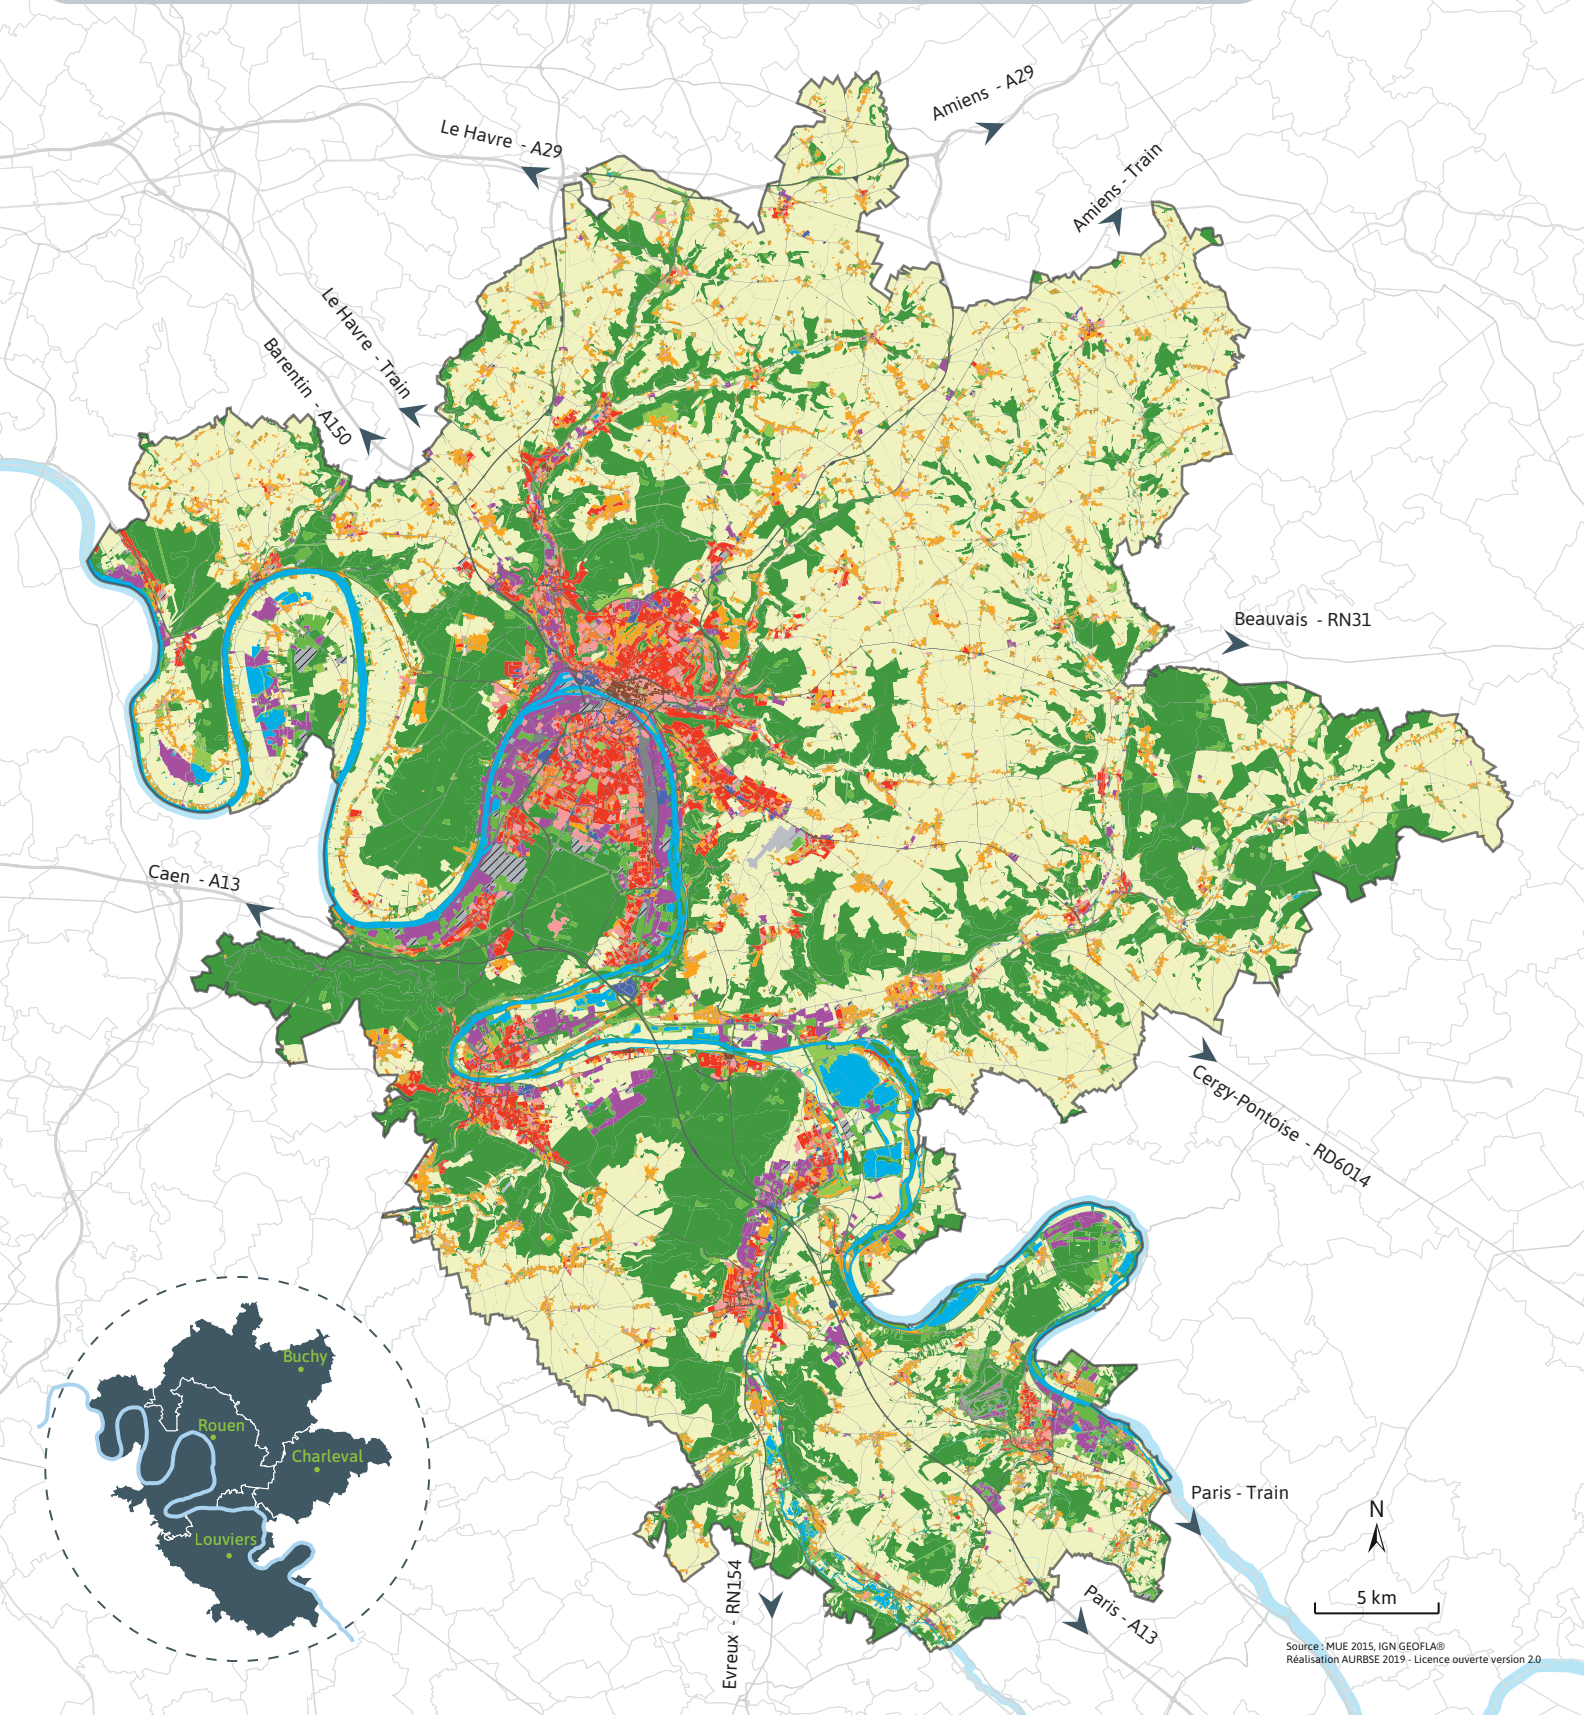 Amiens - A29
Le Havre - A29
Amiens - Train
Le Havre - Train
Barentin - A150
Beauvais - RN31
Caen - A13
Cergy-Pontoise - RD6014
Buchy
Rouen
Charleval
Louviers
Paris - Train
N
5 km
Evreux - RN154
Paris - A13
Source : MUE 2015, IGN GEOFLA®
Réalisation AURBSE 2019 - Licence ouverte version 2.0